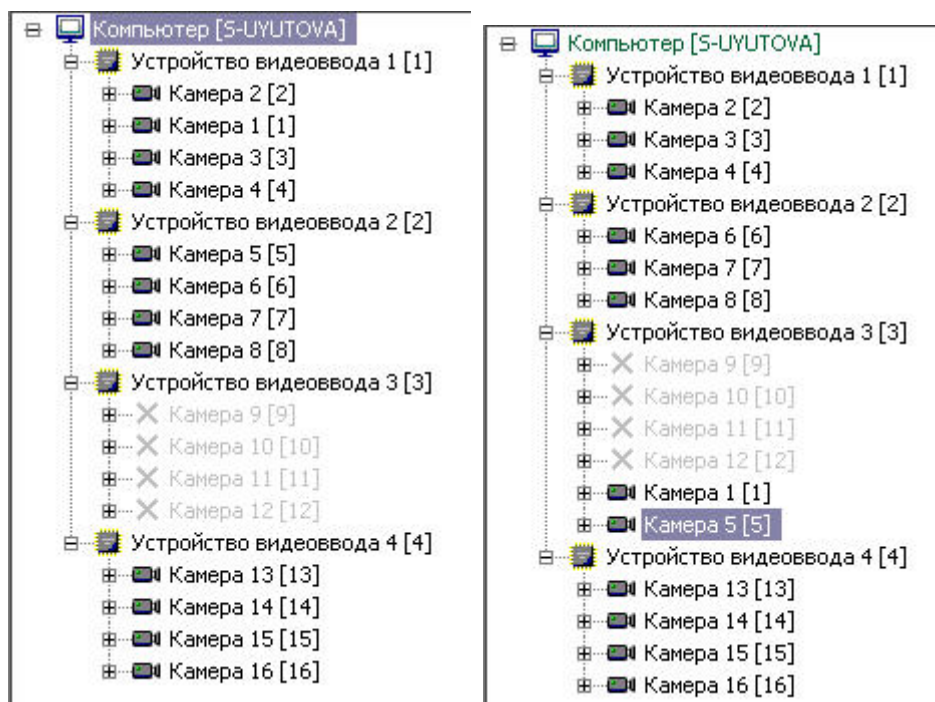 Компьютер [S-UYUTOVA]
Устройство видеоввода 1 [1]
Камера 2 [2]
Камера 1 [1]
Камера 3 [3]
Камера 4 [4]
Устройство видеоввода 2 [2]
Камера 5 [5]
Камера 6 [6]
Камера 7 [7]
Камера 8 [8]
Устройство видеоввода 3 [3]
Камера 9 [9]
Камера 10 [10]
Камера 11 [11]
Камера 12 [12]
Устройство видеоввода 4 [4]
Камера 13 [13]
Камера 14 [14]
Камера 15 [15]
Камера 16 [16]
Компьютер [S-UYUTOVA]
Устройство видеоввода 1 [1]
Камера 2 [2]
Камера 3 [3]
Камера 4 [4]
Устройство видеоввода 2 [2]
Камера 6 [6]
Камера 7 [7]
Камера 8 [8]
Устройство видеоввода 3 [3]
Камера 9 [9]
Камера 10 [10]
Камера 11 [11]
Камера 12 [12]
Камера 1 [1]
Камера 5 [5]
Устройство видеоввода 4 [4]
Камера 13 [13]
Камера 14 [14]
Камера 15 [15]
Камера 16 [16]